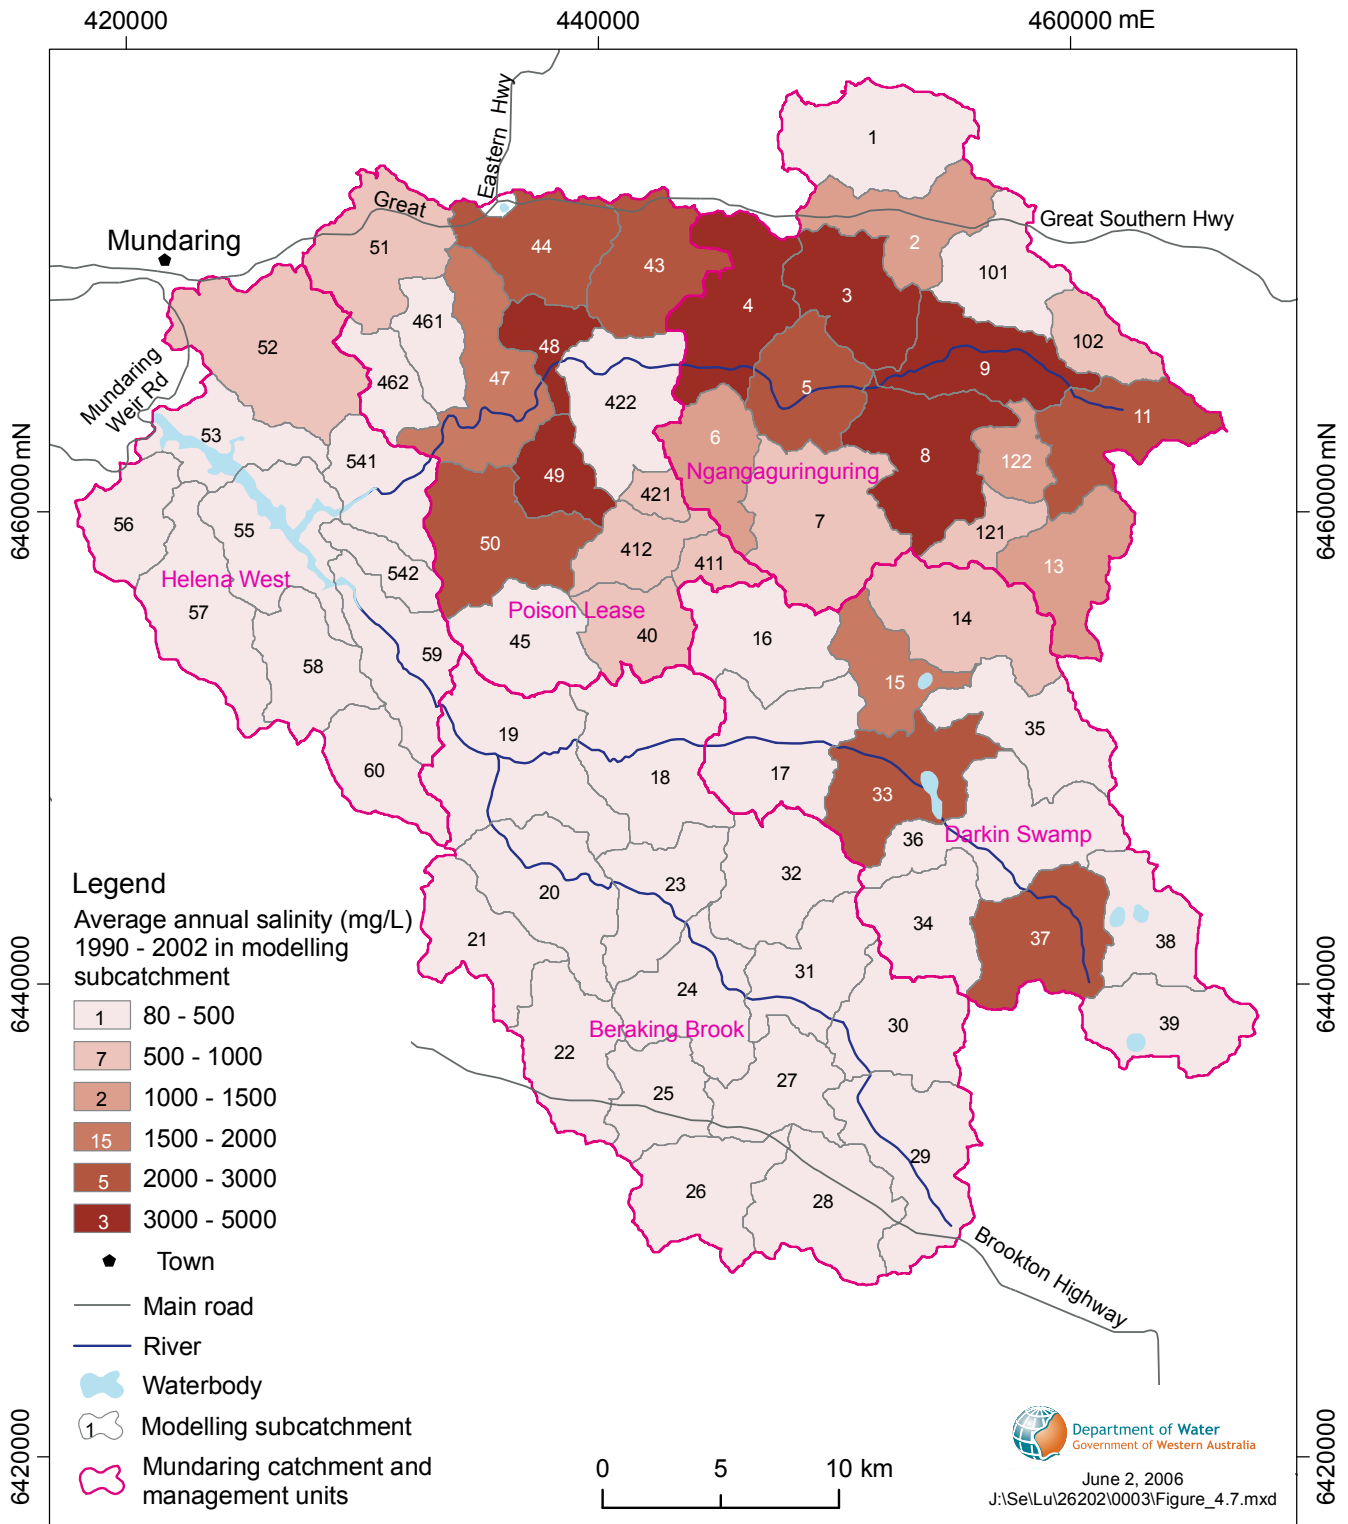 420000
440000
460000 mE
Eastern Hwy
1
Great
Great Southern Hwy
Mundaring
51
44
43
2
101
4
3
461
102
52
48
9
Mundaring
Weir Rd
462
47
5
422
11
53
6
541
8
122
6460000 mN
6460000 mN
49
Ngangaguringuring
421
56
55
7
121
50
412
411
13
542
Helena West
57
Poison Lease
14
45
40
16
59
58
15
19
35
60
18
17
33
36
Darkin Swamp
32
20
23
34
21
37
38
31
24
Beraking Brook
30
39
22
27
25
29
26
28
Brookton Highway
6440000
6440000
Legend
Average annual salinity (mg/L)
1990 - 2002 in modelling
subcatchment
1 80 - 500
7 500 - 1000
2 1000 - 1500
15 1500 - 2000
5 2000 - 3000
3 3000 - 5000
Town
Main road
River
Waterbody
1 Modelling subcatchment
Mundaring catchment and
management units
0 5 10 km
Department of Water
Government of Western Australia
June 2, 2006
J:\Se\Lu\26202\0003\Figure_4.7.mxd
6420000
6420000